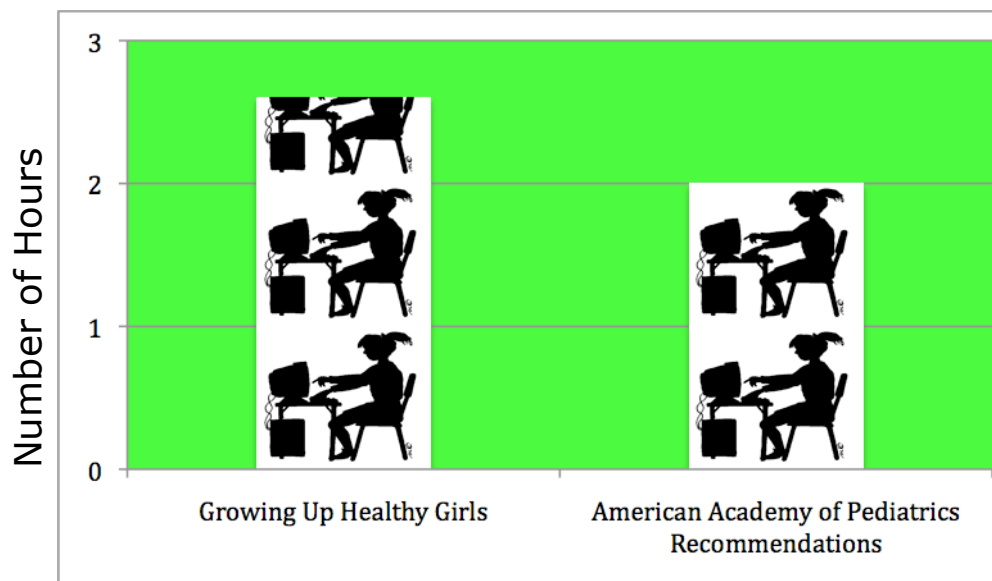 Number of Hours
3
2
1
0
Growing Up Healthy Girls
American Academy of Pediatrics
Recommendations